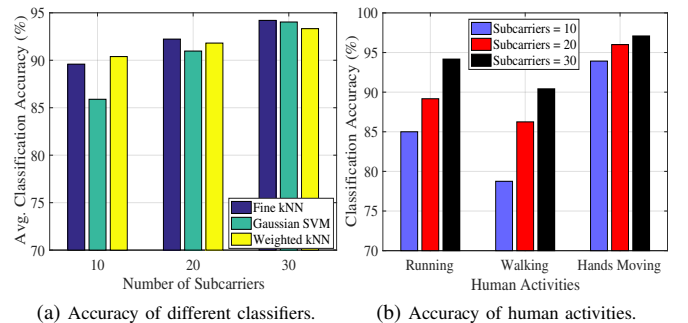 95
90
85
80
75
70
Avg. Classification Accuracy (%)
Fine kNN
Gaussian SVM
Weighted kNN
10 20 30
Number of Subcarriers
(a) Accuracy of different classifiers.
100
95
90
85
80
75
70
Classification Accuracy (%)
Subcarriers = 10
Subcarriers = 20
Subcarriers = 30
Running Walking Hands Moving
Human Activities
(b) Accuracy of human activities.